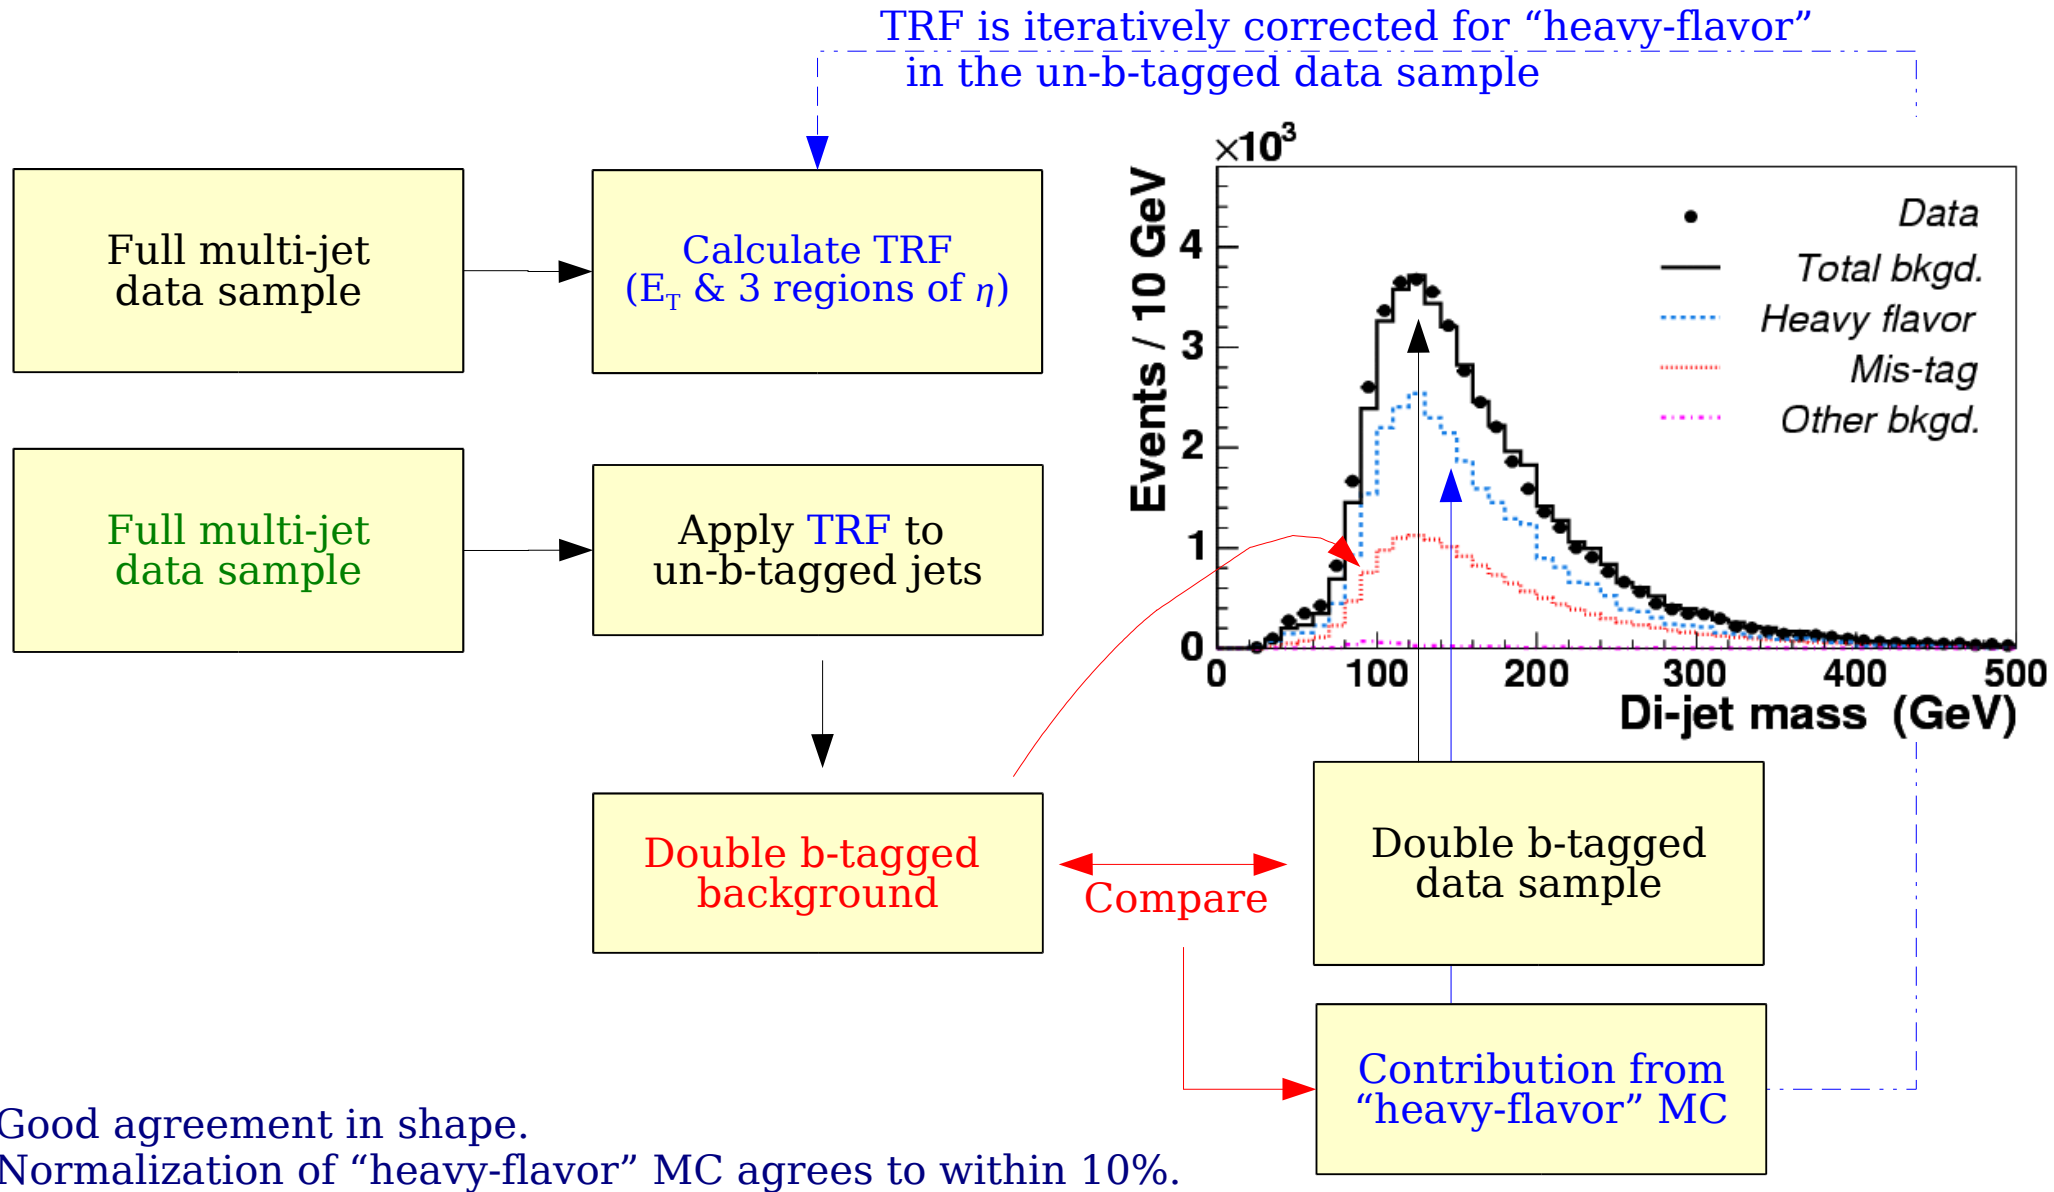 TRF is iteratively corrected for “heavy-flavor”
in the un-b-tagged data sample
Full multi-jet
data sample
Calculate TRF
(ET & 3 regions of η)
Full multi-jet
data sample
Apply TRF to
un-b-tagged jets
Double b-tagged
background
Compare
×10³
Events / 10 GeV
4
3
2
1
0
0 100 200 300 400 500
Di-jet mass (GeV)
Data
Total bkgd.
Heavy flavor
Mis-tag
Other bkgd.
Double b-tagged
data sample
Contribution from
“heavy-flavor” MC
Good agreement in shape.
Normalization of “heavy-flavor” MC agrees to within 10%.